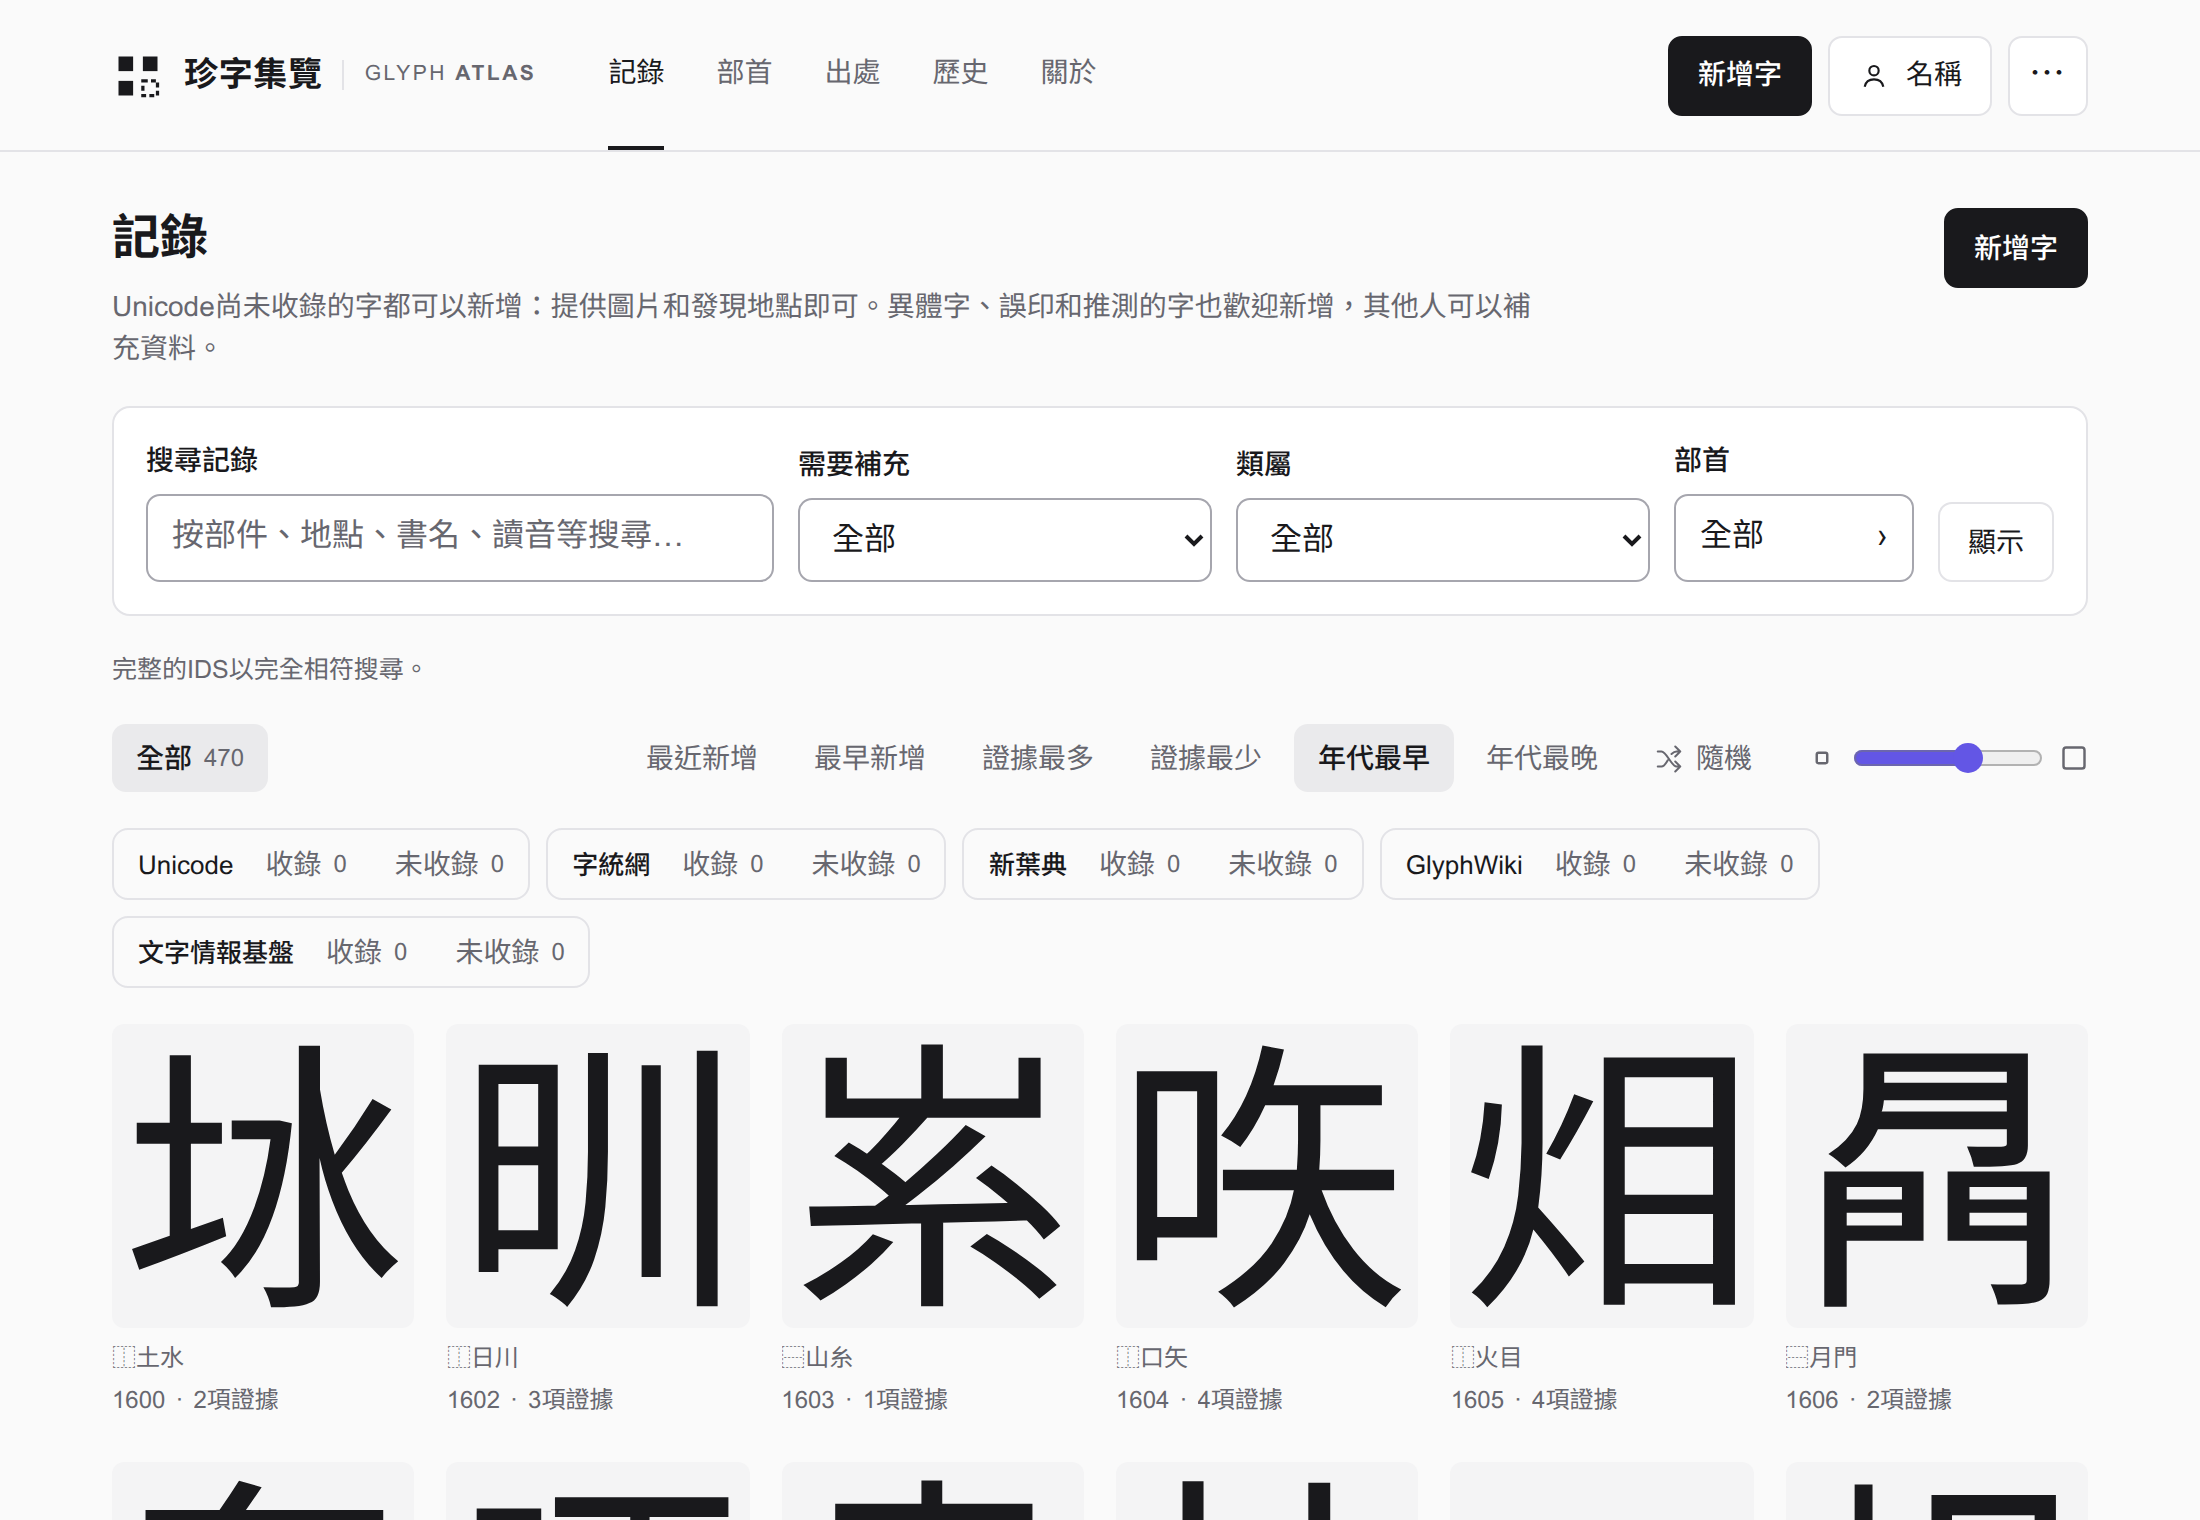 珍字集覽 GLYPH ATLAS 記錄 部首 出處 歷史 關於 新增字 名稱 ···
記錄
新增字
Unicode尚未收錄的字都可以新增：提供圖片和發現地點即可。異體字、誤印和推測的字也歡迎新增，其他人可以補
充資料。
搜尋記錄 需要補充 類屬 部首
按部件、地點、書名、讀音等搜尋… 全部 全部 全部 › 顯示
完整的IDS以完全相符搜尋。
全部 470 最近新增 最早新增 證據最多 證據最少 年代最早 年代最晚 隨機
Unicode 收錄 0 未收錄 0 字統網 收錄 0 未收錄 0 新葉典 收錄 0 未收錄 0 GlyphWiki 收錄 0 未收錄 0
文字情報基盤 收錄 0 未收錄 0
⿰土水 ⿰日川 ⿱山糸 ⿰口矢 ⿰火目 ⿱月門
1600 · 2項證據 1602 · 3項證據 1603 · 1項證據 1604 · 4項證據 1605 · 4項證據 1606 · 2項證據